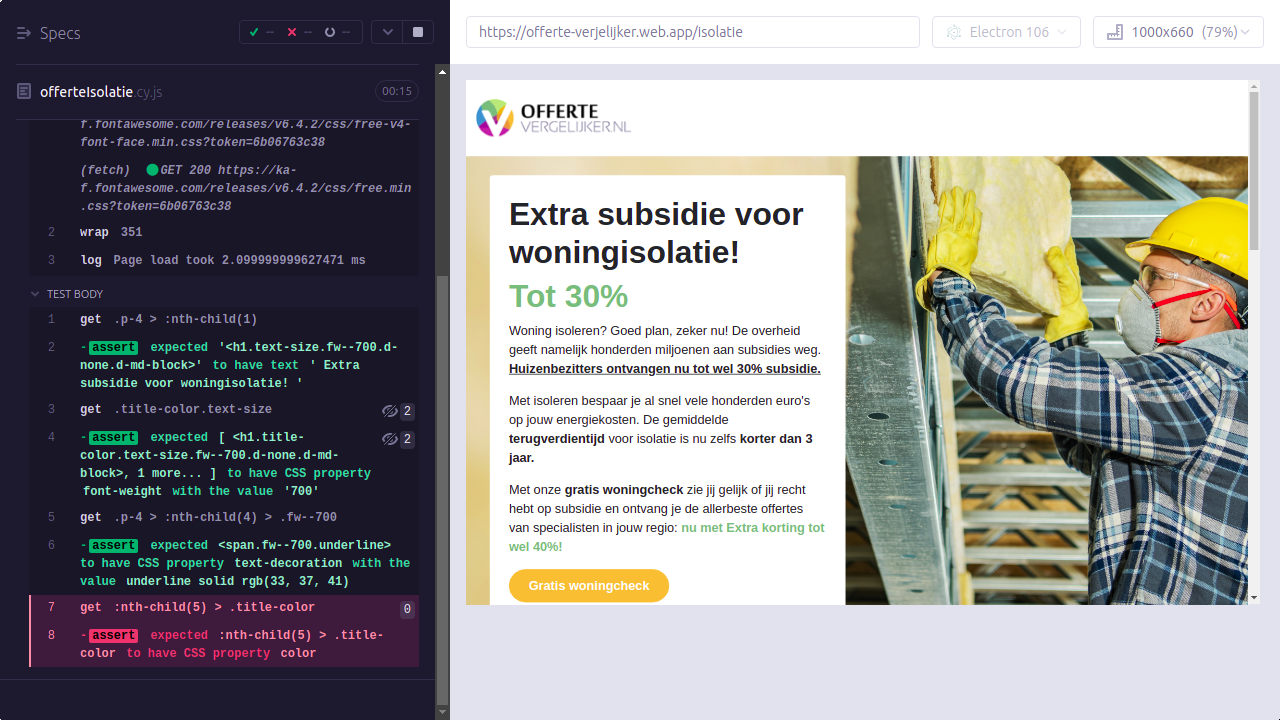 Specs
--
--
--
https://offerte-verjelijker.web.app/isolatie
Electron 106
1000x660 (79%)
offerteIsolatie.cy.js
00:15
f.fontawesome.com/releases/v6.4.2/css/free-v4-
font-face.min.css?token=6b06763c38
(fetch) GET 200 https://ka-
f.fontawesome.com/releases/v6.4.2/css/free.min
.css?token=6b06763c38
2 wrap 351
3 log Page load took 2.099999999627471 ms
TEST BODY
1 get .p-4 > :nth-child(1)
2 -assert expected '<h1.text-size.fw--700.d-
none.d-md-block>' to have text ' Extra
subsidie voor woningisolatie! '
3 get .title-color.text-size 2
4 -assert expected [ <h1.title- 2
color.text-size.fw--700.d-none.d-md-
block>, 1 more... ] to have CSS property
font-weight with the value '700'
5 get .p-4 > :nth-child(4) > .fw--700
6 -assert expected <span.fw--700.underline>
to have CSS property text-decoration with the
value underline solid rgb(33, 37, 41)
7 get :nth-child(5) > .title-color 0
8 -assert expected :nth-child(5) > .title-
color to have CSS property color
OFFERTE
VERGELIJKER.NL
Extra subsidie voor
woningisolatie!
Tot 30%
Woning isoleren? Goed plan, zeker nu! De overheid
geeft namelijk honderden miljoenen aan subsidies weg.
Huizenbezitters ontvangen nu tot wel 30% subsidie.
Met isoleren bespaar je al snel vele honderden euro's
op jouw energiekosten. De gemiddelde
terugverdientijd voor isolatie is nu zelfs korter dan 3
jaar.
Met onze gratis woningcheck zie jij gelijk of jij recht
hebt op subsidie en ontvang je de allerbeste offertes
van specialisten in jouw regio: nu met Extra korting tot
wel 40%!
Gratis woningcheck